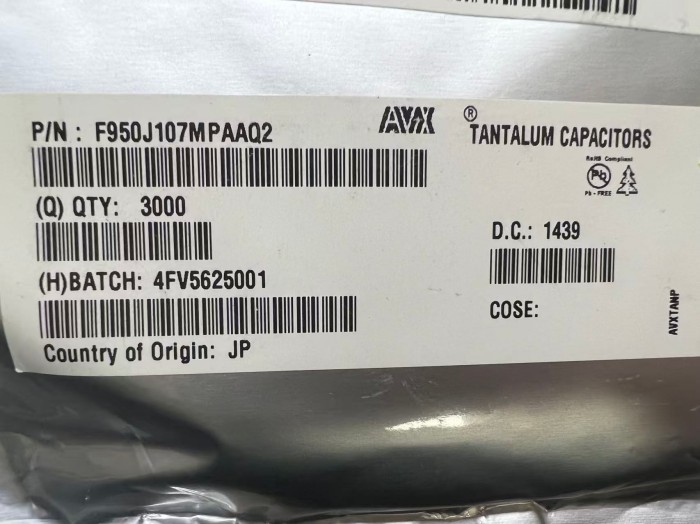 AVX ®
P/N : F950J107MPAAQ2
TANTALUM CAPACITORS
RoHS Compliant
Pb
Pb - FREE
(Q) QTY: 3000
D.C.: 1439
(H)BATCH: 4FV5625001
COSE:
AVXTANP
Country of Origin: JP